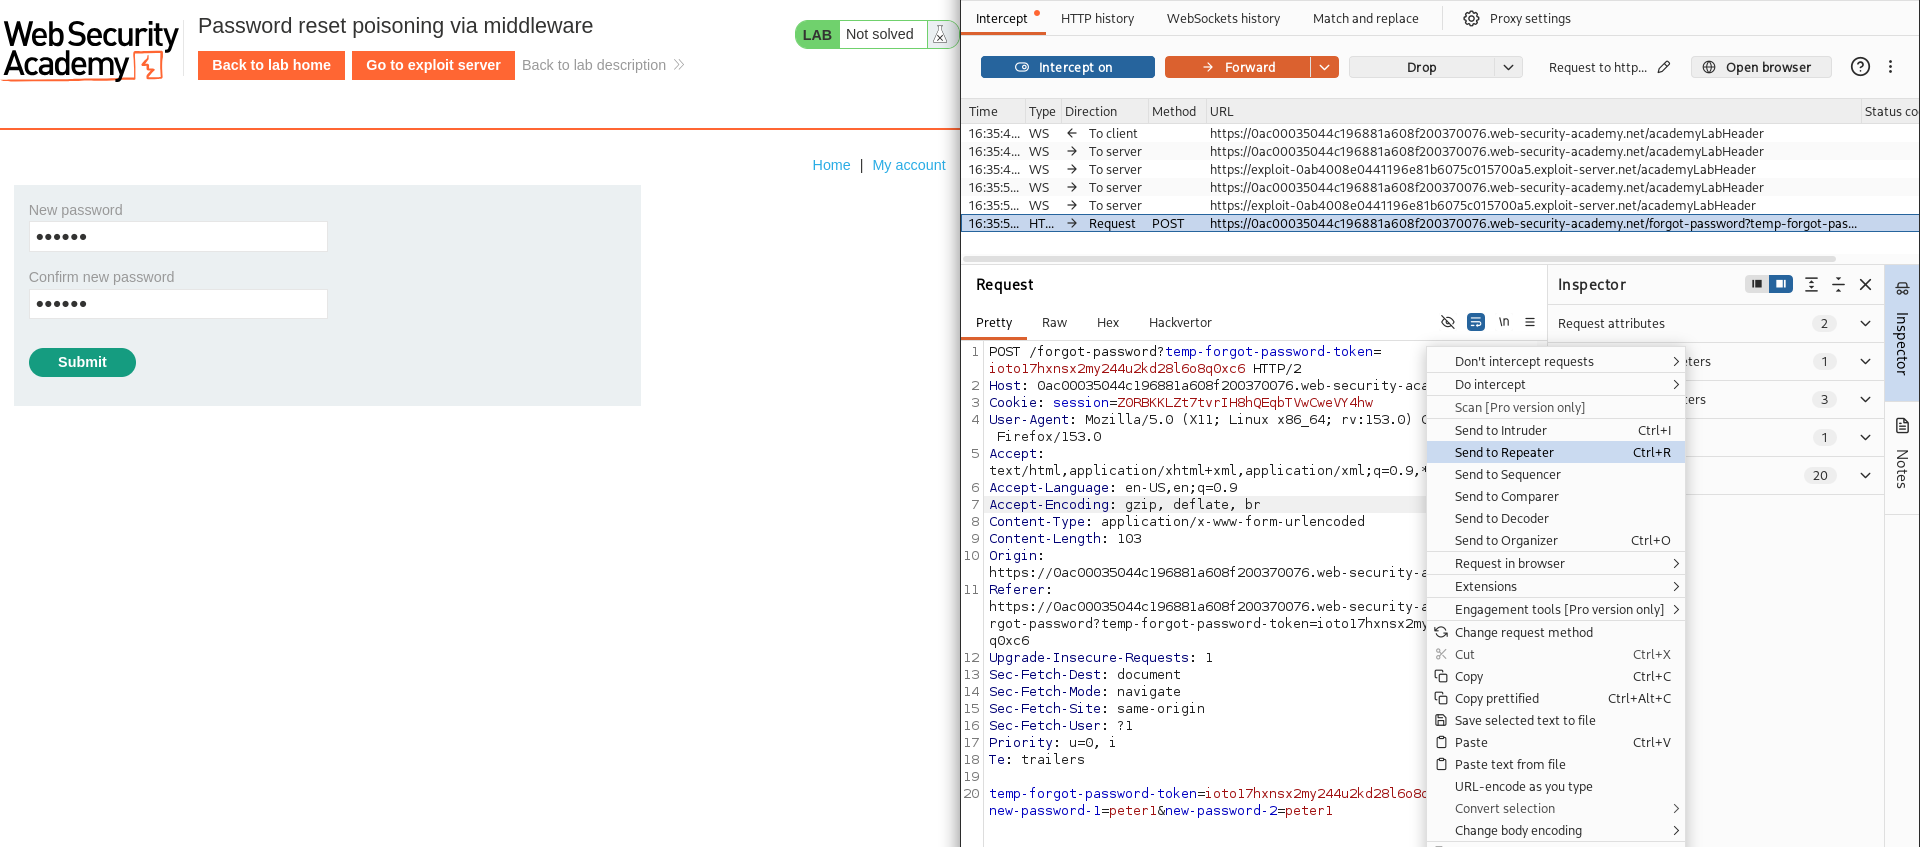 Web Security
Academy
Password reset poisoning via middleware
Back to lab home
Go to exploit server
Back to lab description
LAB
Not solved
Home | My account
New password
••••••
Confirm new password
••••••
Submit
Intercept
HTTP history
WebSockets history
Match and replace
Proxy settings
Intercept on
Forward
Drop
Request to http...
Open browser
Time Type Direction Method URL Status co
16:35:4... WS To client https://0ac00035044c196881a608f200370076.web-security-academy.net/academyLabHeader
16:35:4... WS To server https://0ac00035044c196881a608f200370076.web-security-academy.net/academyLabHeader
16:35:4... WS To server https://exploit-0ab4008e0441196e81b6075c015700a5.exploit-server.net/academyLabHeader
16:35:5... WS To server https://0ac00035044c196881a608f200370076.web-security-academy.net/academyLabHeader
16:35:5... WS To server https://exploit-0ab4008e0441196e81b6075c015700a5.exploit-server.net/academyLabHeader
16:35:5... HT... Request POST https://0ac00035044c196881a608f200370076.web-security-academy.net/forgot-password?temp-forgot-pas...
Request
Pretty Raw Hex Hackvertor
\n
1 POST /forgot-password?temp-forgot-password-token=
ioto17hxnsx2my244u2kd28l6o8q0xc6 HTTP/2
2 Host: 0ac00035044c196881a608f200370076.web-security-aca
3 Cookie: session=ZORBKKLZt7tvrIH8hQEqbTVwCweVY4hw
4 User-Agent: Mozilla/5.0 (X11; Linux x86_64; rv:153.0)
Firefox/153.0
5 Accept:
text/html,application/xhtml+xml,application/xml;q=0.9,*
6 Accept-Language: en-US,en;q=0.9
7 Accept-Encoding: gzip, deflate, br
8 Content-Type: application/x-www-form-urlencoded
9 Content-Length: 103
10 Origin:
https://0ac00035044c196881a608f200370076.web-security-a
11 Referer:
https://0ac00035044c196881a608f200370076.web-security-a
rgot-password?temp-forgot-password-token=ioto17hxnsx2my
q0xc6
12 Upgrade-Insecure-Requests: 1
13 Sec-Fetch-Dest: document
14 Sec-Fetch-Mode: navigate
15 Sec-Fetch-Site: same-origin
16 Sec-Fetch-User: ?1
17 Priority: u=0, i
18 Te: trailers
19
20 temp-forgot-password-token=ioto17hxnsx2my244u2kd28l6o8q
new-password-1=peter1&new-password-2=peter1
Inspector
Request attributes 2
eters 1
ters 3
1
20
Inspector
Notes
Don't intercept requests
Do intercept
Scan [Pro version only]
Send to Intruder Ctrl+I
Send to Repeater Ctrl+R
Send to Sequencer
Send to Comparer
Send to Decoder
Send to Organizer Ctrl+O
Request in browser
Extensions
Engagement tools [Pro version only]
Change request method
Cut Ctrl+X
Copy Ctrl+C
Copy prettified Ctrl+Alt+C
Save selected text to file
Paste Ctrl+V
Paste text from file
URL-encode as you type
Convert selection
Change body encoding